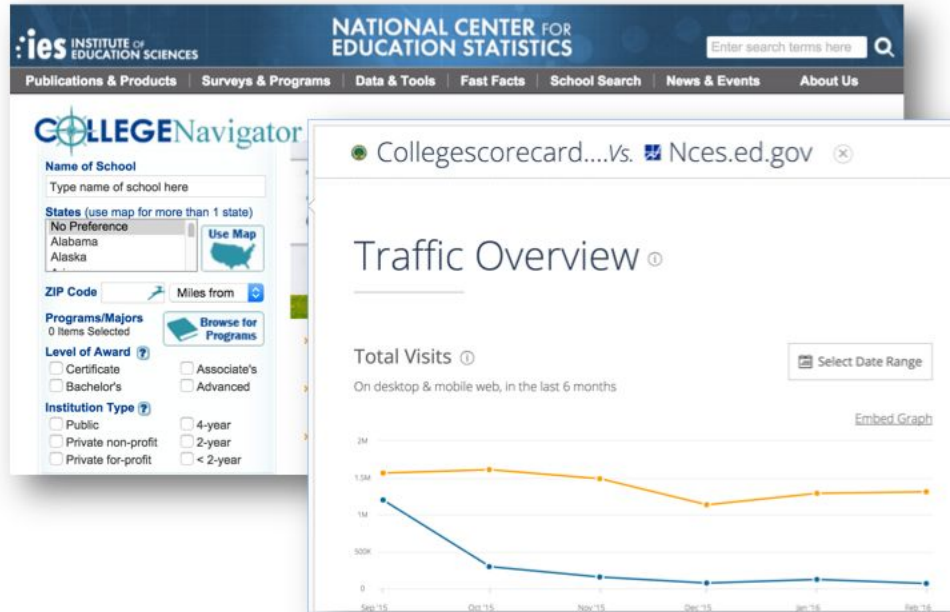 ies INSTITUTE OF EDUCATION SCIENCES
NATIONAL CENTER FOR
EDUCATION STATISTICS
Enter search terms here
Publications & Products | Surveys & Programs | Data & Tools | Fast Facts | School Search | News & Events About Us
COLLEGE Navigator
Name of School
Type name of school here
States (use map for more than 1 state)
No Preference
Alabama
Alaska
Use Map
ZIP Code
Miles from
Programs/Majors
0 Items Selected
Browse for
Programs
Level of Award ?
Certificate
Associate's
Bachelor's
Advanced
Institution Type ?
Public
4-year
Private non-profit
2-year
Private for-profit
< 2-year
Collegescorecard....Vs. Nces.ed.gov
Traffic Overview
Total Visits
On desktop & mobile web, in the last 6 months
Select Date Range
Embed Graph
2M
1.5M
1M
500K
0
Sep '15
Oct '15
Nov '15
Dec '15
Jan '16
Feb '16